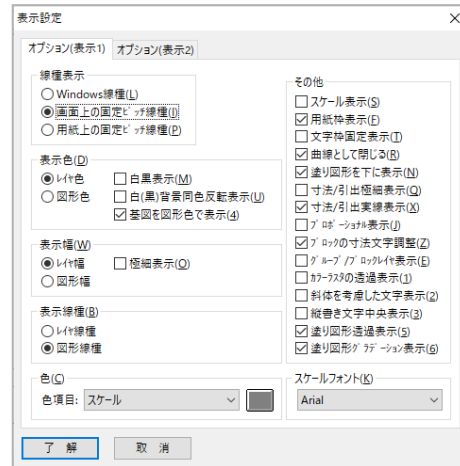 表示設定
オプション(表示1) オプション(表示2)
線種表示
Windows線種(L)
画面上の固定ピッチ線種(I)
用紙上の固定ピッチ線種(P)
表示色(D)
レイヤ色 白黒表示(M)
図形色 白(黒)背景同色反転表示(U)
基図を図形色で表示(4)
表示幅(W)
レイヤ幅 極細表示(O)
図形幅
表示線種(B)
レイヤ線種
図形線種
色(C)
色項目: スケール
その他
スケール表示(S)
用紙枠表示(F)
文字枠固定表示(T)
曲線として閉じる(R)
塗り図形を下に表示(N)
寸法/引出極細表示(Q)
寸法/引出実線表示(X)
プロポーショナル表示(J)
ブロックの寸法文字調整(Z)
グループ/ブロックレイヤ表示(E)
カラーラスタの透過表示(1)
斜体を考慮した文字表示(2)
縦書き文字中央表示(3)
塗り図形透過表示(5)
塗り図形グラデーション表示(6)
スケールフォント(K)
Arial
了 解 取 消